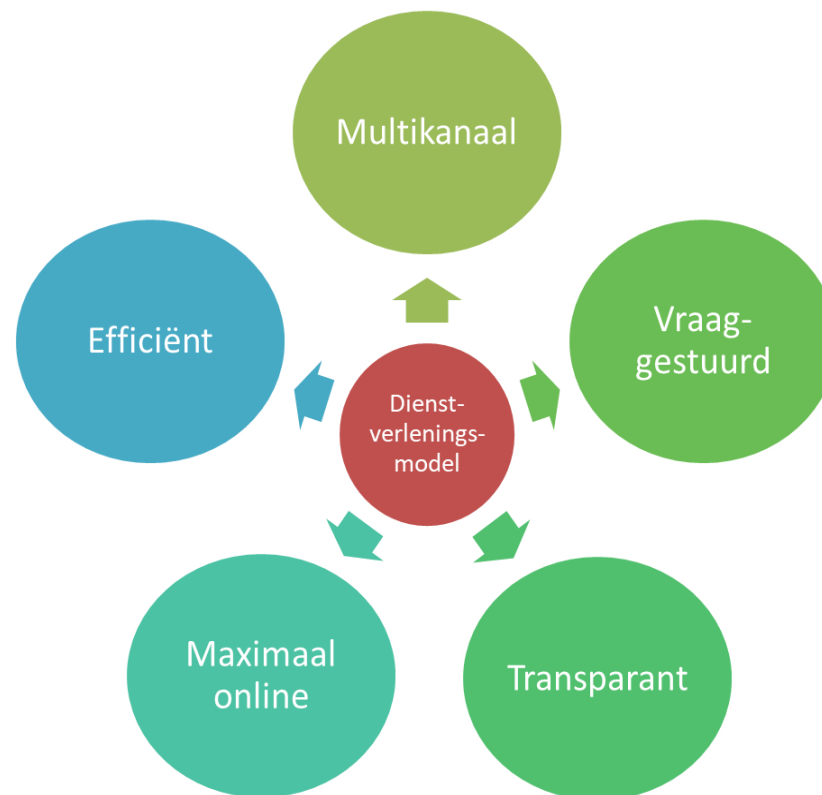 Multikanaal
Vraag-
gestuurd
Transparant
Maximaal
online
Efficiënt
Dienst-
verlenings-
model